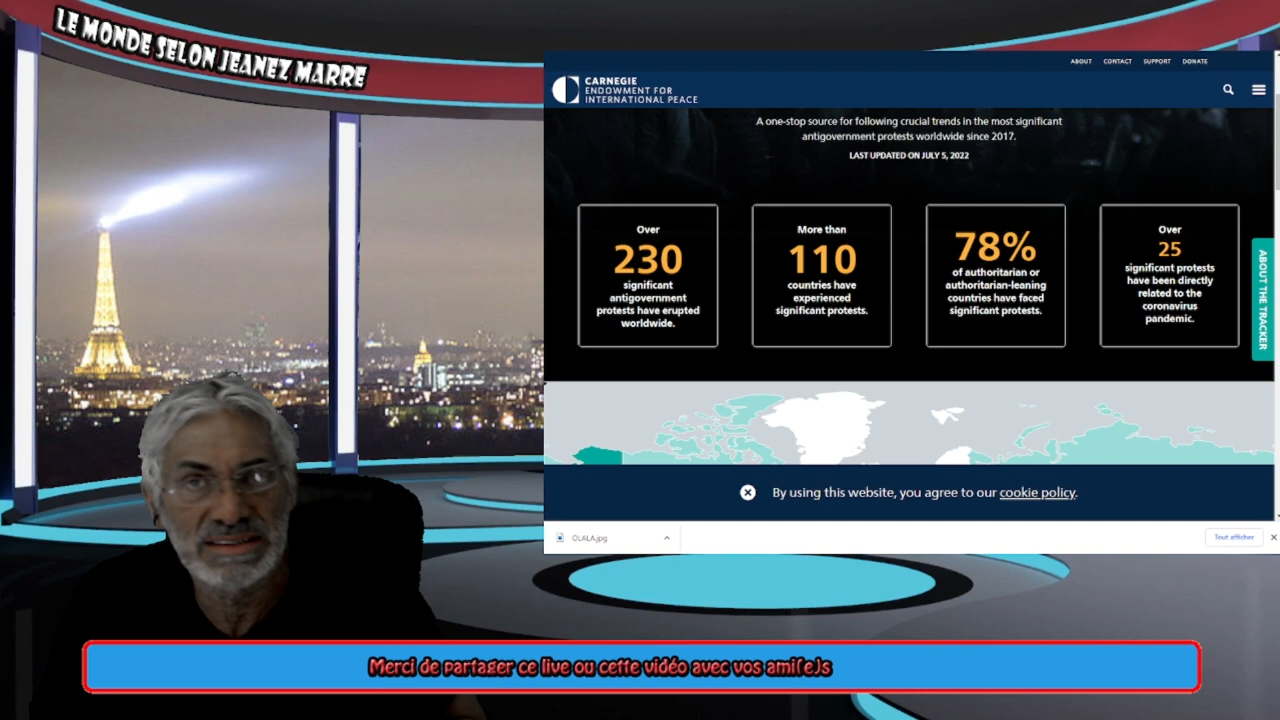 LE MONDE SELON JEANEZ MARRE
ABOUT CONTACT SUPPORT DONATE
CARNEGIE
ENDOWMENT FOR
INTERNATIONAL PEACE
A one-stop source for following crucial trends in the most significant
antigovernment protests worldwide since 2017.
LAST UPDATED ON JULY 5, 2022
Over
230
significant
antigovernment
protests have erupted
worldwide.
More than
110
countries have
experienced
significant protests.
78%
of authoritarian or
authoritarian-leaning
countries have faced
significant protests.
Over
25
significant protests
have been directly
related to the
coronavirus
pandemic.
ABOUT THE TRACKER
By using this website, you agree to our cookie policy.
OLALA.jpg
Tout afficher
Merci de partager ce live ou cette vidéo avec vos ami(e)s